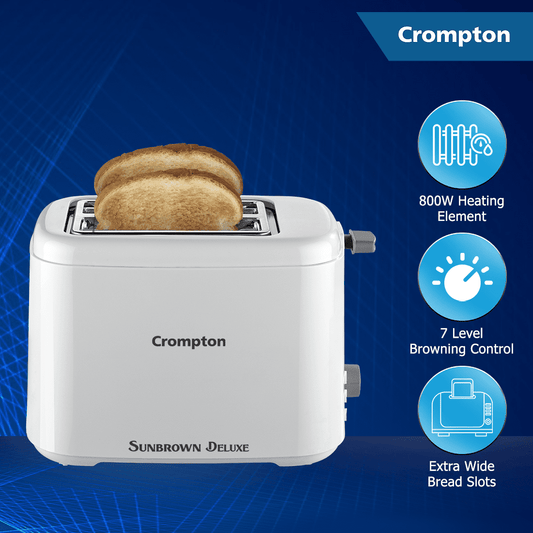 Crompton
800W Heating
Element
7 Level
Browning Control
Extra Wide
Bread Slots
Crompton
SUNBROWN DELUXE